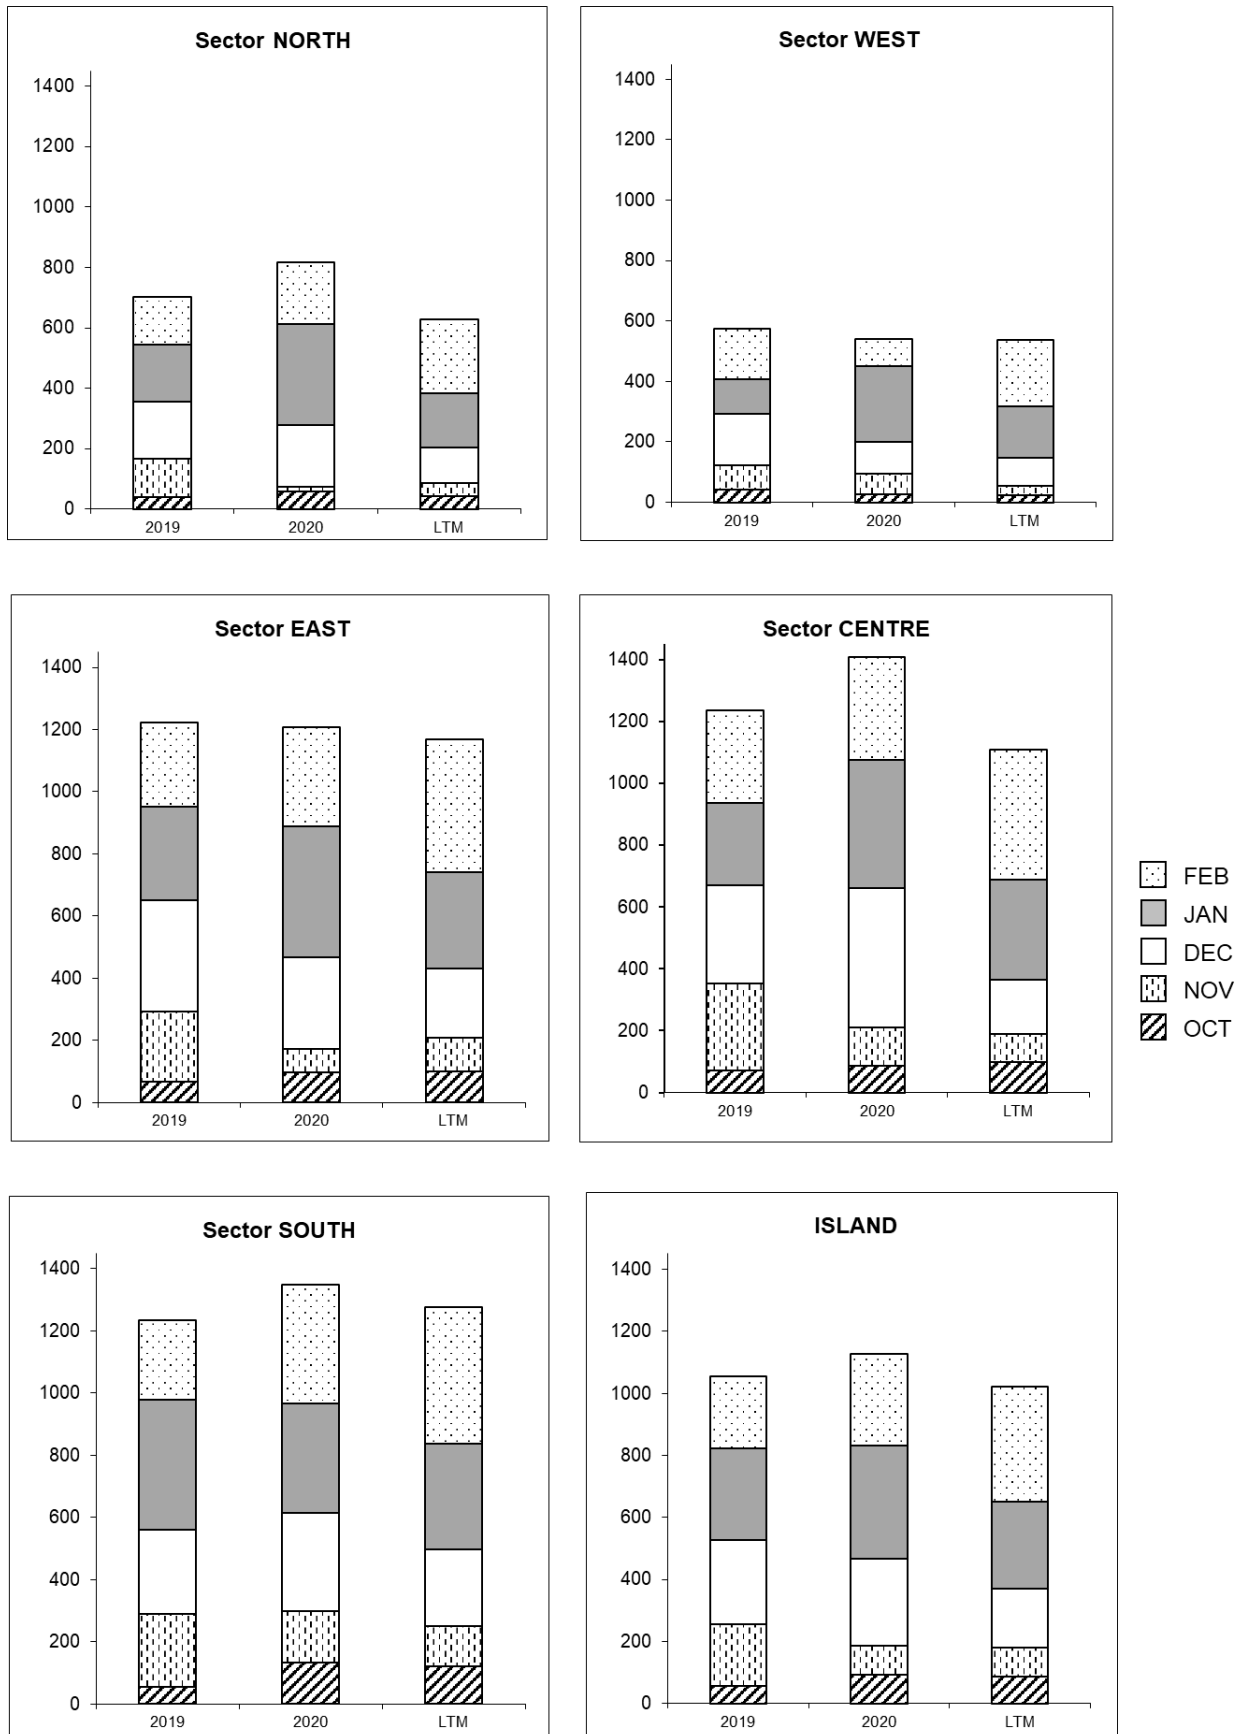 Sector NORTH
1400
1200
1000
800
600
400
200
0
2019 2020 LTM
Sector WEST
1400
1200
1000
800
600
400
200
0
2019 2020 LTM
Sector EAST
1400
1200
1000
800
600
400
200
0
2019 2020 LTM
Sector CENTRE
1400
1200
1000
800
600
400
200
0
2019 2020 LTM
FEB
JAN
DEC
NOV
OCT
Sector SOUTH
1400
1200
1000
800
600
400
200
0
2019 2020 LTM
ISLAND
1400
1200
1000
800
600
400
200
0
2019 2020 LTM